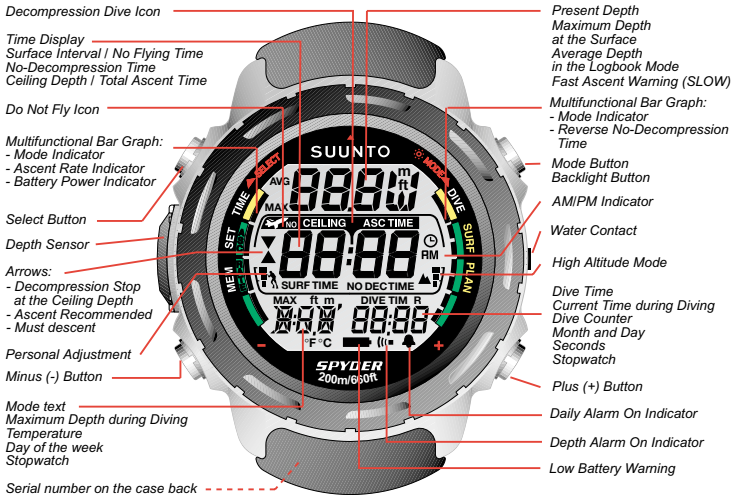 Decompression Dive Icon
Time Display
Surface Interval / No Flying Time
No-Decompression Time
Ceiling Depth / Total Ascent Time
Do Not Fly Icon
Multifunctional Bar Graph:
- Mode Indicator
- Ascent Rate Indicator
- Battery Power Indicator
Select Button
Depth Sensor
Arrows:
- Decompression Stop
at the Ceiling Depth
- Ascent Recommended
- Must descent
Personal Adjustment
Minus (-) Button
Mode text
Maximum Depth during Diving
Temperature
Day of the week
Stopwatch
Serial number on the case back
SUUNTO
SELECT
MODE
TIME
SET
MEM
DIVE
SURF
PLAN
AVG
MAX
m
ft
NO CEILING ASC TIME
88:88
RM
SURF TIME NO DEC TIME
MAX ft m DIVE TIM R
88:88
°F °C
-
+
SPYDER
200m/660ft
Present Depth
Maximum Depth
at the Surface
Average Depth
in the Logbook Mode
Fast Ascent Warning (SLOW)
Multifunctional Bar Graph:
- Mode Indicator
- Reverse No-Decompression
Time
Mode Button
Backlight Button
AM/PM Indicator
Water Contact
High Altitude Mode
Dive Time
Current Time during Diving
Dive Counter
Month and Day
Seconds
Stopwatch
Plus (+) Button
Daily Alarm On Indicator
Depth Alarm On Indicator
Low Battery Warning